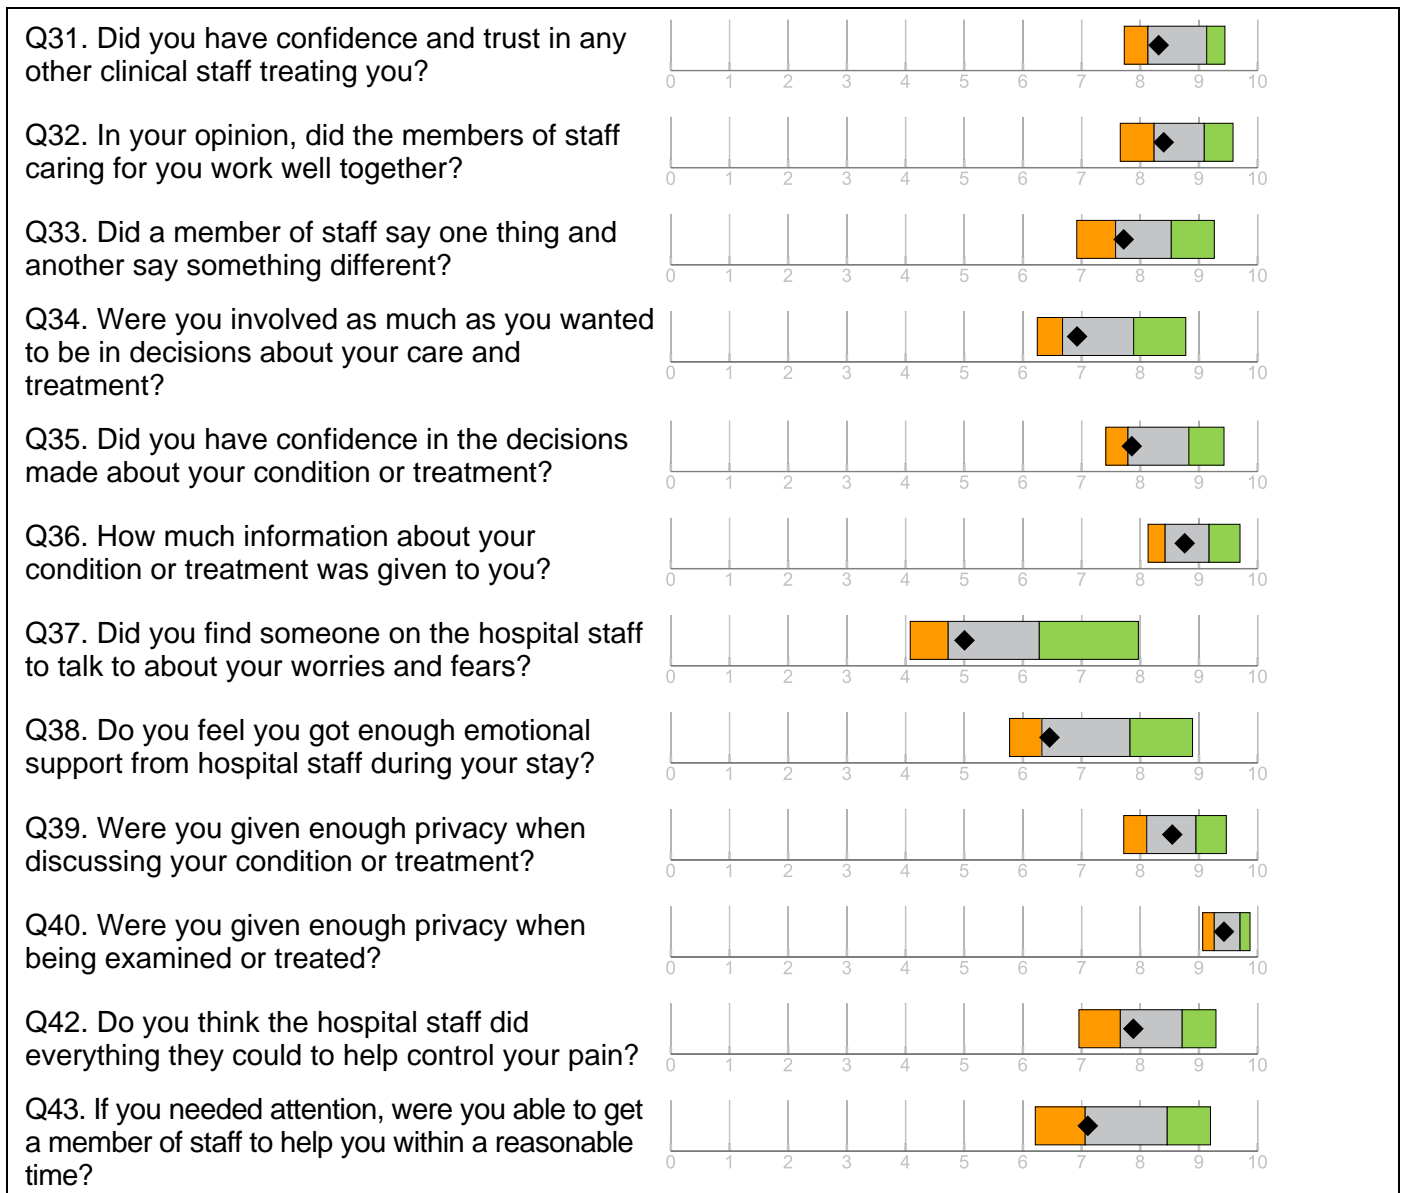 Q31. Did you have confidence and trust in any
other clinical staff treating you?
0 1 2 3 4 5 6 7 8 9 10
Q32. In your opinion, did the members of staff
caring for you work well together?
0 1 2 3 4 5 6 7 8 9 10
Q33. Did a member of staff say one thing and
another say something different?
0 1 2 3 4 5 6 7 8 9 10
Q34. Were you involved as much as you wanted
to be in decisions about your care and
treatment?
0 1 2 3 4 5 6 7 8 9 10
Q35. Did you have confidence in the decisions
made about your condition or treatment?
0 1 2 3 4 5 6 7 8 9 10
Q36. How much information about your
condition or treatment was given to you?
0 1 2 3 4 5 6 7 8 9 10
Q37. Did you find someone on the hospital staff
to talk to about your worries and fears?
0 1 2 3 4 5 6 7 8 9 10
Q38. Do you feel you got enough emotional
support from hospital staff during your stay?
0 1 2 3 4 5 6 7 8 9 10
Q39. Were you given enough privacy when
discussing your condition or treatment?
0 1 2 3 4 5 6 7 8 9 10
Q40. Were you given enough privacy when
being examined or treated?
0 1 2 3 4 5 6 7 8 9 10
Q42. Do you think the hospital staff did
everything they could to help control your pain?
0 1 2 3 4 5 6 7 8 9 10
Q43. If you needed attention, were you able to get
a member of staff to help you within a reasonable
time?
0 1 2 3 4 5 6 7 8 9 10